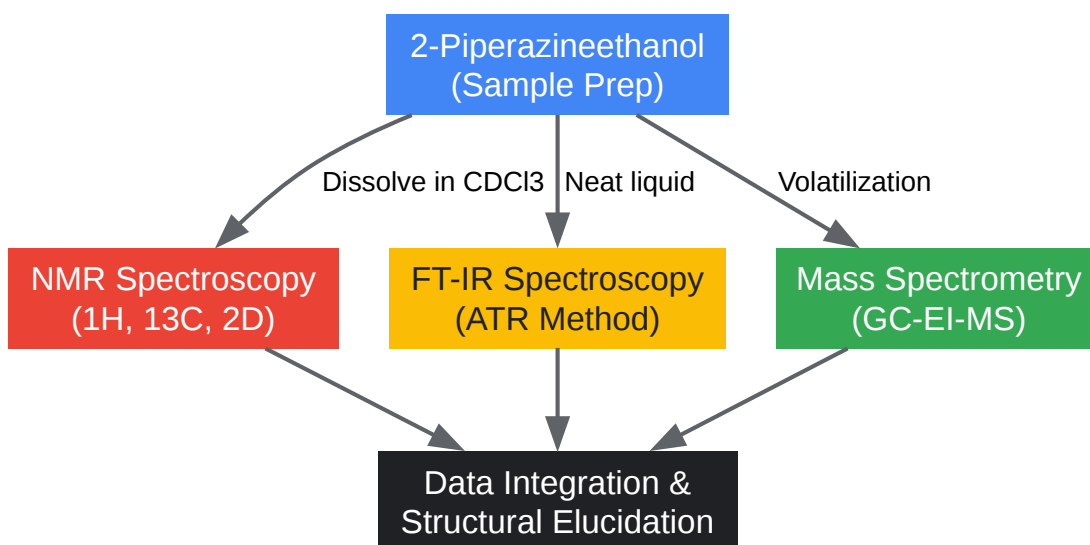 2-Piperazineethanol
(Sample Prep)
Dissolve in CDCl3
Neat liquid
Volatilization
NMR Spectroscopy
(1H, 13C, 2D)
FT-IR Spectroscopy
(ATR Method)
Mass Spectrometry
(GC-EI-MS)
Data Integration &
Structural Elucidation